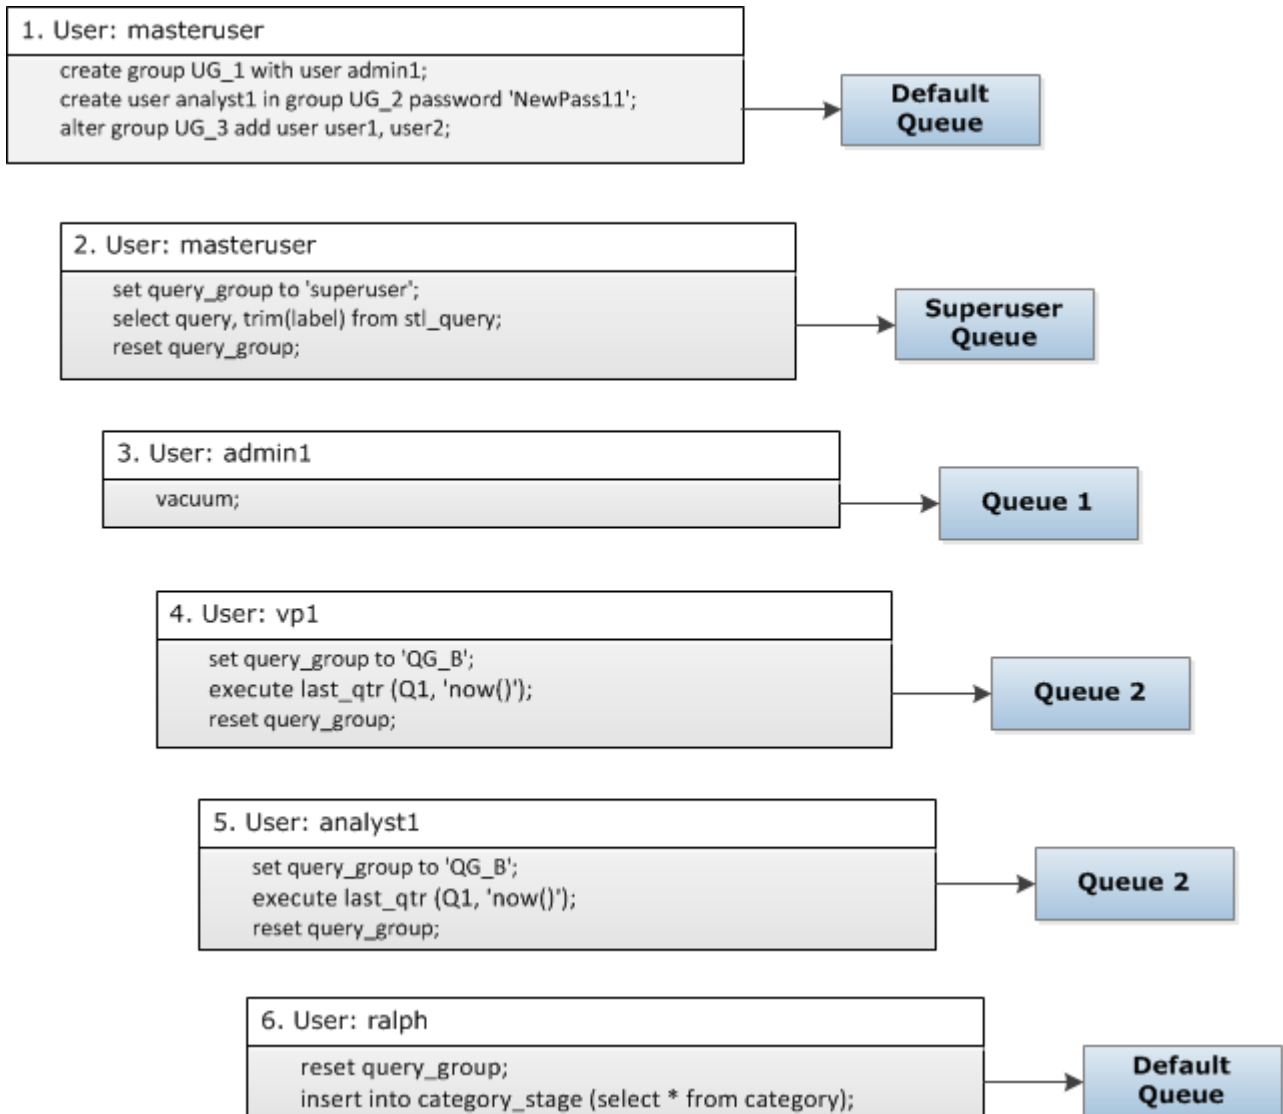 1. User: masteruser
create group UG_1 with user admin1;
create user analyst1 in group UG_2 password 'NewPass11';
alter group UG_3 add user user1, user2;
Default
Queue
2. User: masteruser
set query_group to 'superuser';
select query, trim(label) from stl_query;
reset query_group;
Superuser
Queue
3. User: admin1
vacuum;
Queue 1
4. User: vp1
set query_group to 'QG_B';
execute last_qtr (Q1, 'now()');
reset query_group;
Queue 2
5. User: analyst1
set query_group to 'QG_B';
execute last_qtr (Q1, 'now()');
reset query_group;
Queue 2
6. User: ralph
reset query_group;
insert into category_stage (select * from category);
Default
Queue